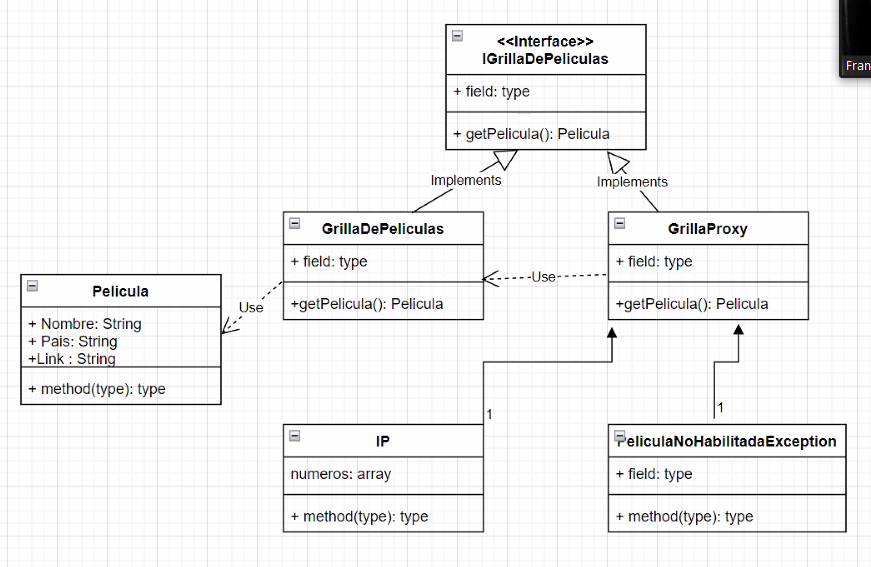 <<Interface>>
IGrillaDePeliculas
+ field: type
+ getPelicula(): Pelicula
Fran
Implements
Implements
GrillaDePeliculas
+ field: type
+getPelicula(): Pelicula
Use
GrillaProxy
+ field: type
+getPelicula(): Pelicula
Use
Pelicula
+ Nombre: String
+ Pais: String
+Link : String
+ method(type): type
1
1
IP
numeros: array
+ method(type): type
PeliculaNoHabilitadaException
+ field: type
+ method(type): type